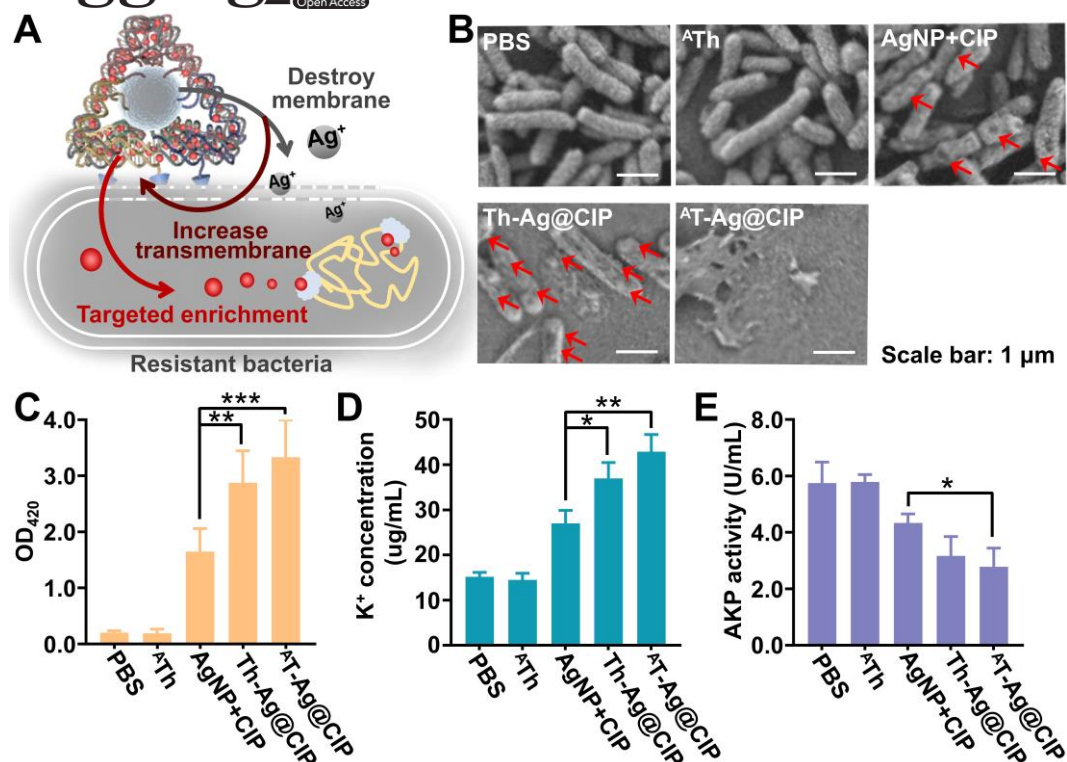 Open Access
A
Destroy
membrane
Ag⁺
Ag⁺
Ag⁺
Increase
transmembrane
Targeted enrichment
Resistant bacteria
B
PBS
ᴬTh
AgNP+CIP
Th-Ag@CIP
ᴬT-Ag@CIP
Scale bar: 1 μm
C
OD₄₂₀
4.0
3.0
2.0
1.0
0.0
***
**
PBS
ᴬTh
AgNP+CIP
Th-Ag@CIP
ᴬT-Ag@CIP
D
K⁺ concentration
(ug/mL)
50
40
30
20
10
0
**
*
PBS
ᴬTh
AgNP+CIP
Th-Ag@CIP
ᴬT-Ag@CIP
E
AKP activity (U/mL)
8.0
6.0
4.0
2.0
0.0
*
PBS
ᴬTh
AgNP+CIP
Th-Ag@CIP
ᴬT-Ag@CIP